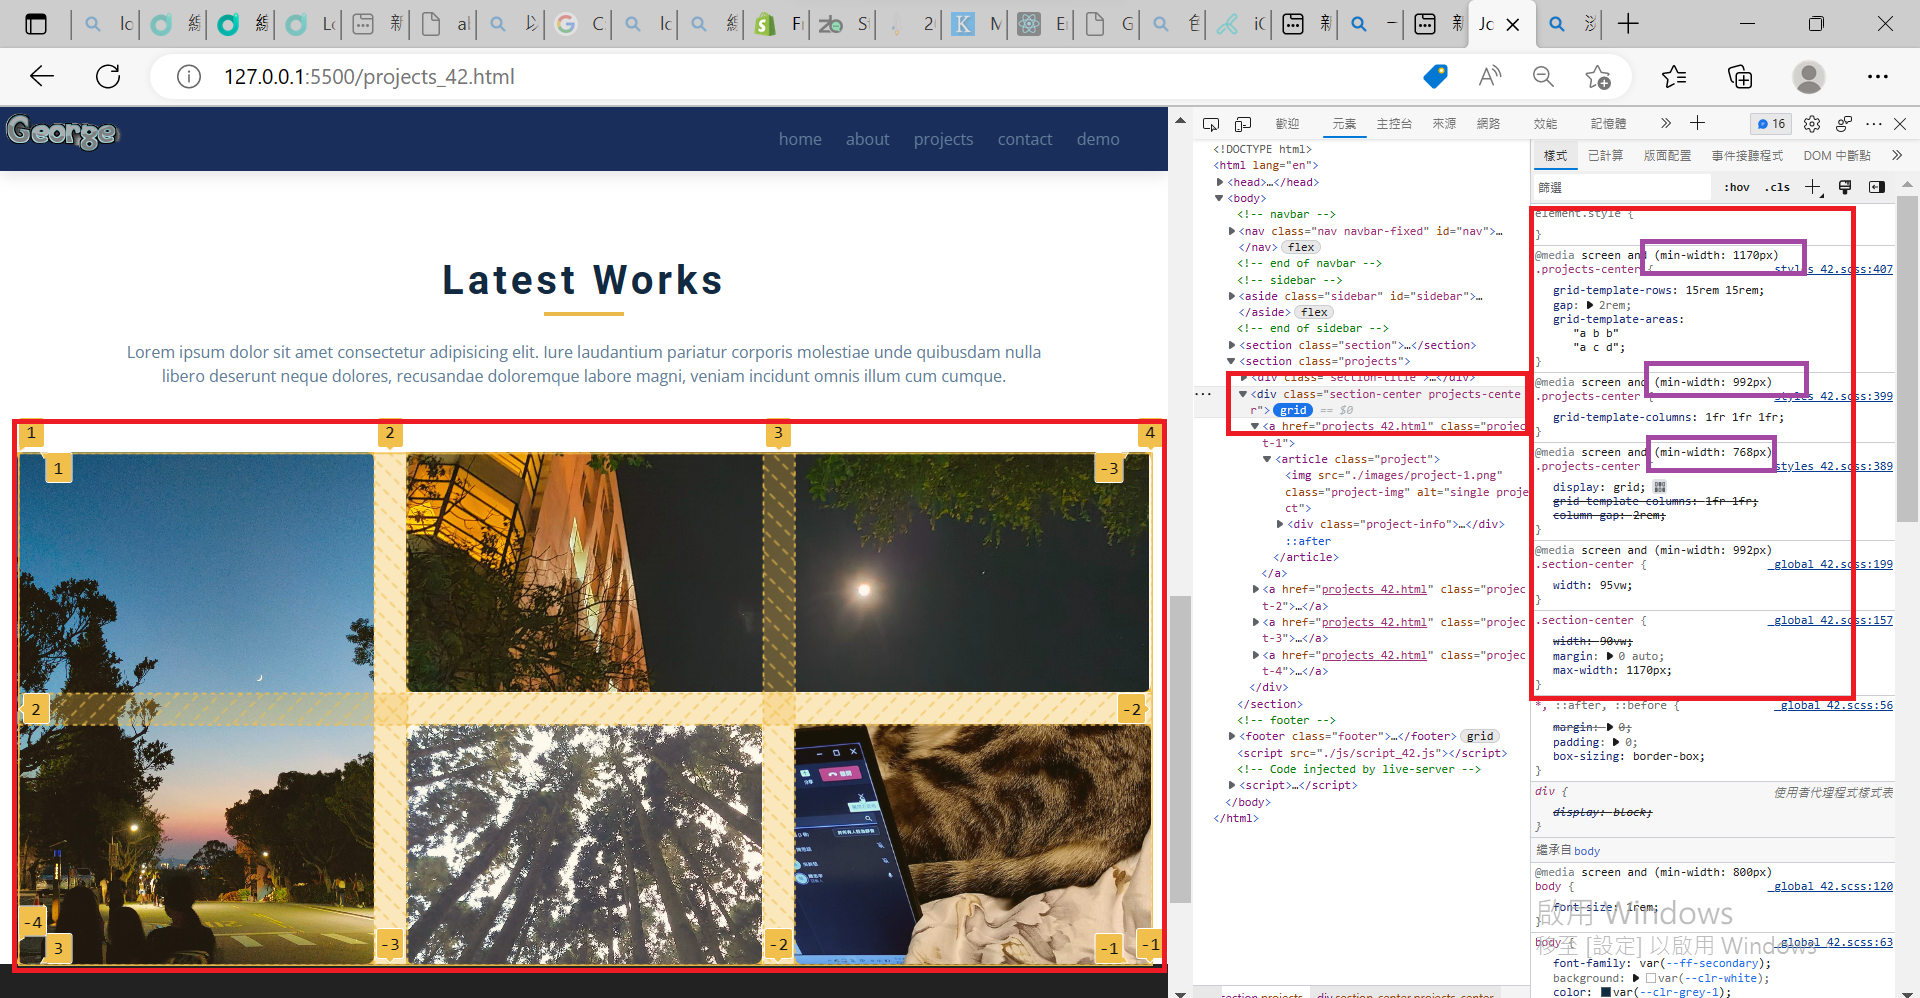 127.0.0.1:5500/projects_42.html
George
home about projects contact demo
Latest Works
Lorem ipsum dolor sit amet consectetur adipisicing elit. Iure laudantium pariatur corporis molestiae unde quibusdam nulla
libero deserunt neque dolores, recusandae doloremque labore magni, veniam incidunt omnis illum cum cumque.
1 2 3 4
1 -3
2 -2
-4
3 -3 -2 -1 -1
歡迎 元素 主控台 來源 網路 效能 記憶體 16
<!DOCTYPE html>
<html lang="en">
<head>…</head>
<body>
<!-- navbar -->
<nav class="nav navbar-fixed" id="nav">…
</nav> flex
<!-- end of navbar -->
<!-- sidebar -->
<aside class="sidebar" id="sidebar">…
</aside> flex
<!-- end of sidebar -->
<section class="section">…</section>
<section class="projects">
<div class="section-title">…</div>
<div class="section-center projects-cente
r"> grid == $0
<a href="projects_42.html" class="projec
t-1">
<article class="project">
<img src="./images/project-1.png"
class="project-img" alt="single proje
ct">
<div class="project-info">…</div>
::after
</article>
</a>
<a href="projects_42.html" class="projec
t-2">…</a>
<a href="projects_42.html" class="projec
t-3">…</a>
<a href="projects_42.html" class="projec
t-4">…</a>
</div>
</section>
<!-- footer -->
<footer class="footer">…</footer> grid
<script src="./js/script_42.js"></script>
<!-- Code injected by live-server -->
<script>…</script>
</body>
</html>
section.projects div.section-center.projects-center
樣式 已計算 版面配置 事件接聽程式 DOM 中斷點
篩選 :hov .cls
element.style {
}
@media screen and (min-width: 1170px)
.projects-center { styles_42.scss:407
grid-template-rows: 15rem 15rem;
gap: 2rem;
grid-template-areas:
"a b b"
"a c d";
}
@media screen and (min-width: 992px)
.projects-center { styles_42.scss:399
grid-template-columns: 1fr 1fr 1fr;
}
@media screen and (min-width: 768px)
.projects-center { styles_42.scss:389
display: grid;
grid-template-columns: 1fr 1fr;
column-gap: 2rem;
}
@media screen and (min-width: 992px)
.section-center { _global_42.scss:199
width: 95vw;
}
.section-center { _global_42.scss:157
width: 90vw;
margin: 0 auto;
max-width: 1170px;
}
*, ::after, ::before { _global_42.scss:56
margin: 0;
padding: 0;
box-sizing: border-box;
}
div { 使用者代理程式樣式表
display: block;
}
繼承自 body
@media screen and (min-width: 800px)
body { _global_42.scss:120
font-size: 1rem;
}
啟用 Windows
移至 [設定] 以啟用 Windows
body { _global_42.scss:63
font-family: var(--ff-secondary);
background: var(--clr-white);
color: var(--clr-grey-1);